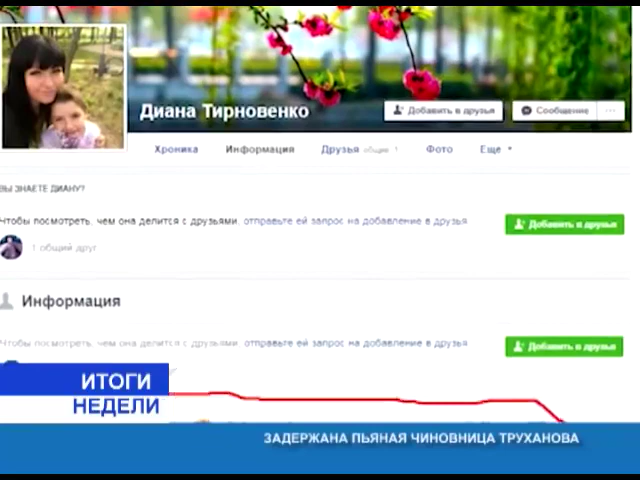 Диана Тирновенко
Добавить в друзья
Сообщение
...
Хроника Информация Друзья общие 1 Фото Еще
ВЫ ЗНАЕТЕ ДИАНУ?
Чтобы посмотреть, чем она делится с друзьями, отправьте ей запрос на добавление в друзья
Добавить в друзья
1 общий друг
Информация
Чтобы посмотреть, чем она делится с друзьями, отправьте ей запрос на добавление в друзья
Добавить в друзья
ИТОГИ
НЕДЕЛИ
ЗАДЕРЖАНА ПЬЯНАЯ ЧИНОВНИЦА ТРУХАНОВА